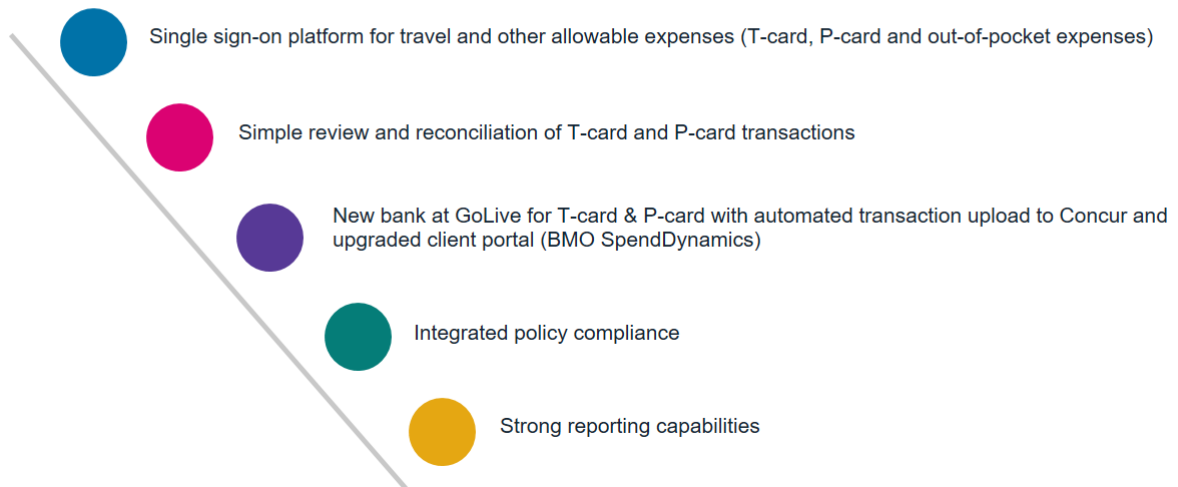 Single sign-on platform for travel and other allowable expenses (T-card, P-card and out-of-pocket expenses)
Simple review and reconciliation of T-card and P-card transactions
New bank at GoLive for T-card & P-card with automated transaction upload to Concur and
upgraded client portal (BMO SpendDynamics)
Integrated policy compliance
Strong reporting capabilities